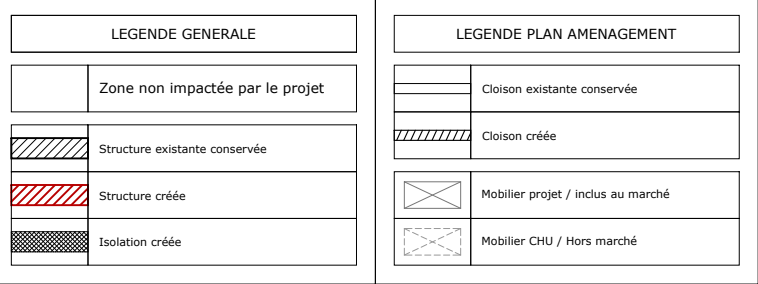 LEGENDE GENERALE
Zone non impactée par le projet
Structure existante conservée
Structure créée
Isolation créée
LEGENDE PLAN AMENAGEMENT
Cloison existante conservée
Cloison créée
Mobilier projet / inclus au marché
Mobilier CHU / Hors marché